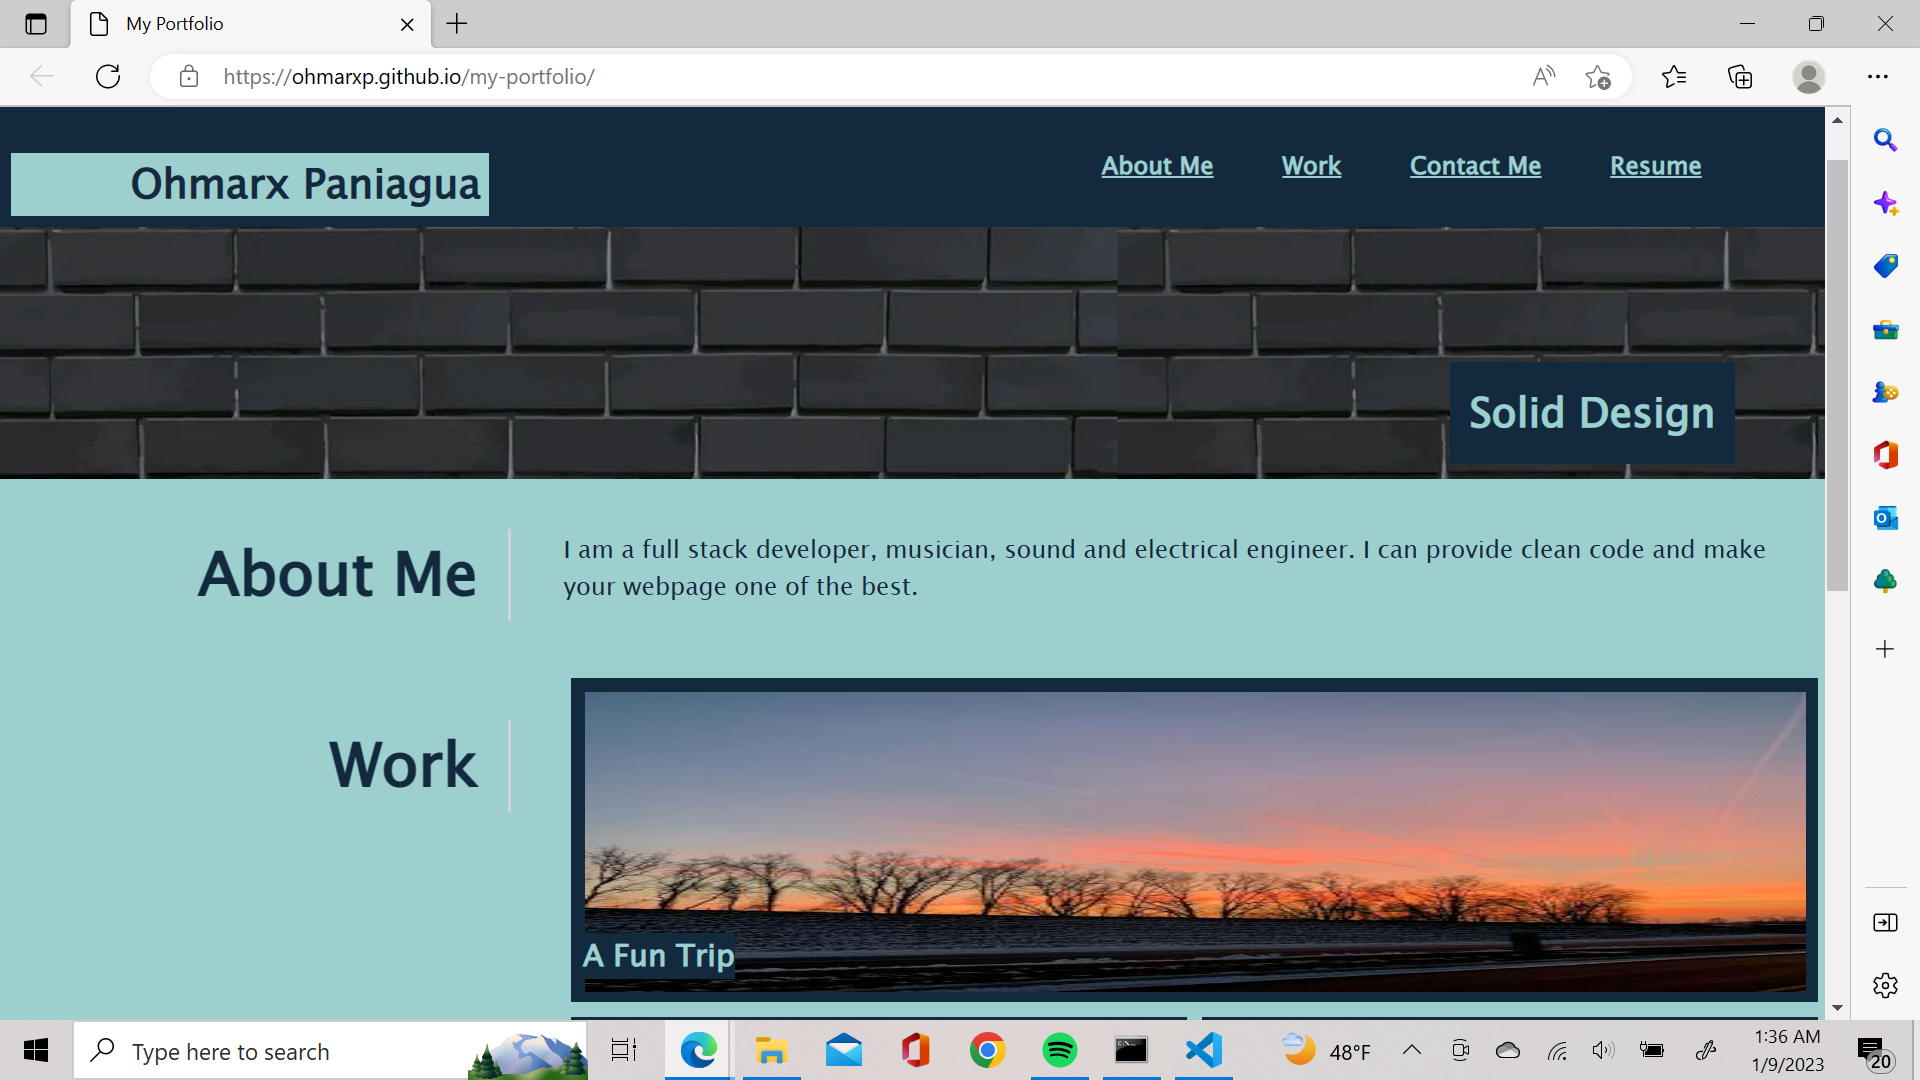 My Portfolio
https://ohmarxp.github.io/my-portfolio/
Ohmarx Paniagua
About Me
Work
Contact Me
Resume
Solid Design
About Me
I am a full stack developer, musician, sound and electrical engineer. I can provide clean code and make
your webpage one of the best.
Work
A Fun Trip
Type here to search
48°F
1:36 AM
1/9/2023
20